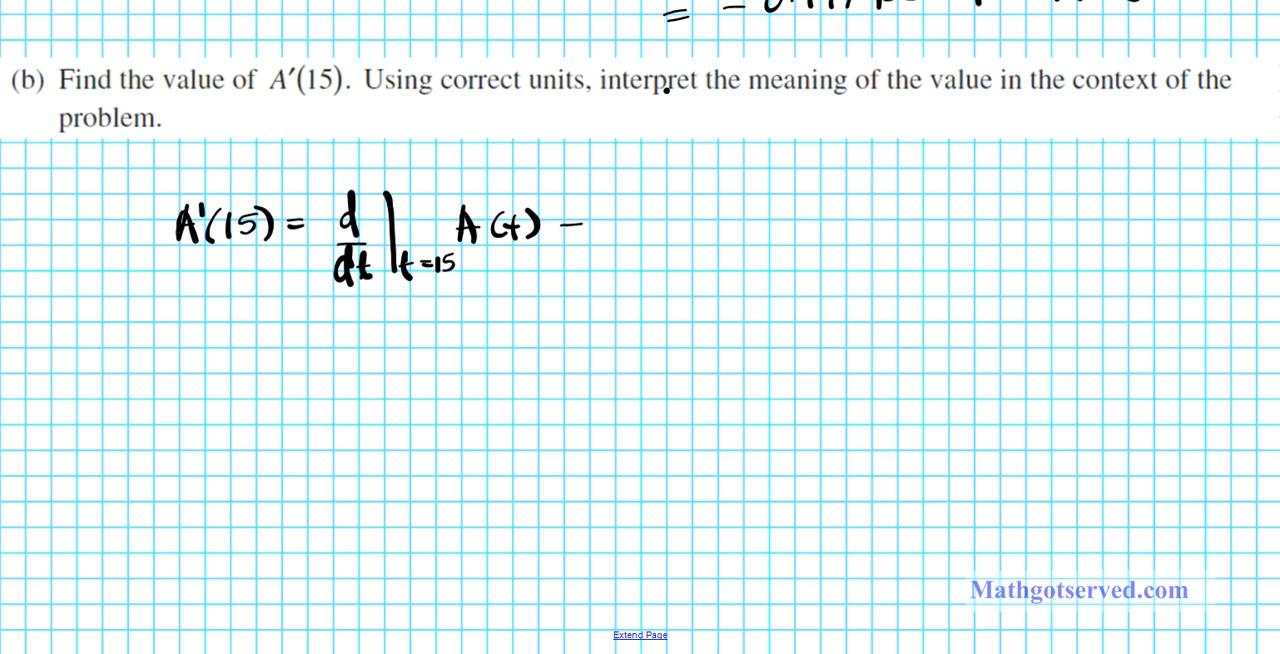 (b) Find the value of A′(15). Using correct units, interpret the meaning of the value in the context of the
problem.
A'(15) = d/dt |t=15 A(t) –
Mathgotserved.com
Extend Page